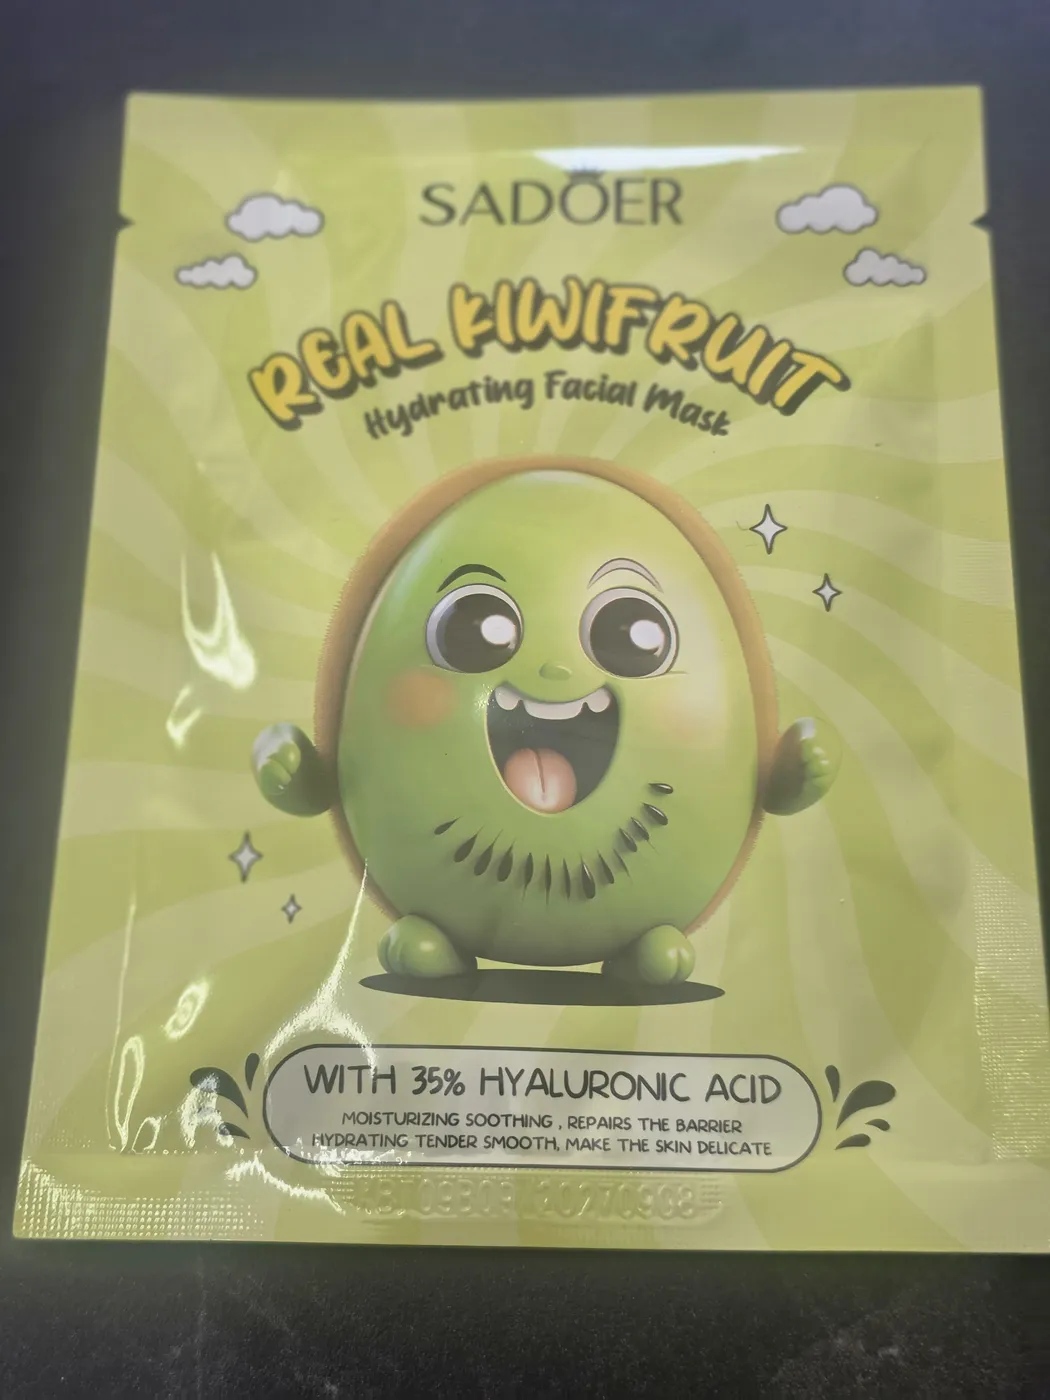 SADOER
REAL KIWIFRUIT
Hydrating Facial Mask
WITH 35% HYALURONIC ACID
MOISTURIZING SOOTHING , REPAIRS THE BARRIER
HYDRATING TENDER SMOOTH, MAKE THE SKIN DELICATE
20270908